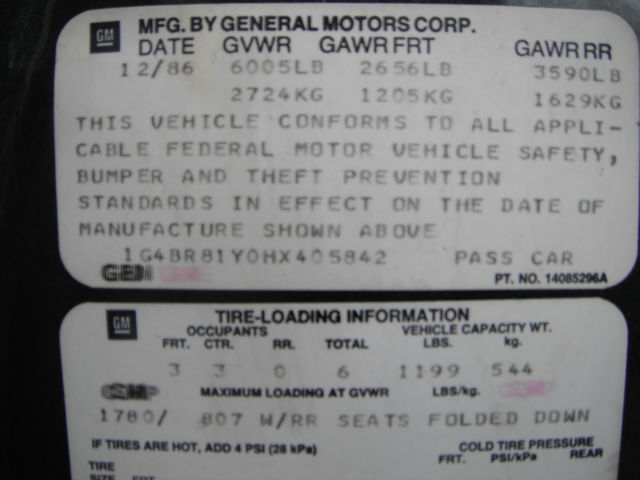 GM MFG. BY GENERAL MOTORS CORP.
DATE GVWR GAWR FRT GAWR RR
12/86 6005LB 2656LB 3590LB
2724KG 1205KG 1629KG
THIS VEHICLE CONFORMS TO ALL APPLI-
CABLE FEDERAL MOTOR VEHICLE SAFETY,
BUMPER AND THEFT PREVENTION
STANDARDS IN EFFECT ON THE DATE OF
MANUFACTURE SHOWN ABOVE
1G4BR81Y0HX405842 PASS CAR
PT. NO. 14085296A
GM TIRE-LOADING INFORMATION
OCCUPANTS VEHICLE CAPACITY WT.
FRT. CTR. RR. TOTAL LBS. kg.
3 3 0 6 1199 544
MAXIMUM LOADING AT GVWR LBS/kg.
1780/ 807 W/RR SEATS FOLDED DOWN
IF TIRES ARE HOT, ADD 4 PSI (28 kPa) COLD TIRE PRESSURE
FRT. PSI/kPa REAR
TIRE
SIZE FRT